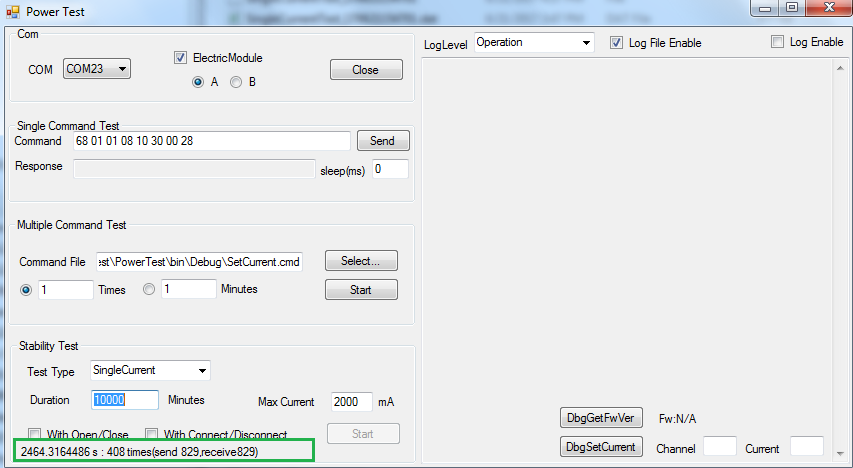 Power Test
Com
COM COM23
ElectricModule
A B
Close
Single Command Test
Command 68 01 01 08 10 30 00 28 Send
Response sleep(ms) 0
Multiple Command Test
Command File est\PowerTest\bin\Debug\SetCurrent.cmd Select...
1 Times 1 Minutes Start
Stability Test
Test Type SingleCurrent
Duration 10000 Minutes Max Current 2000 mA
With Open/Close With Connect/Disconnect Start
2464.3164486 s : 408 times(send 829,receive829)
LogLevel Operation Log File Enable Log Enable
DbgGetFwVer Fw:N/A
DbgSetCurrent Channel Current